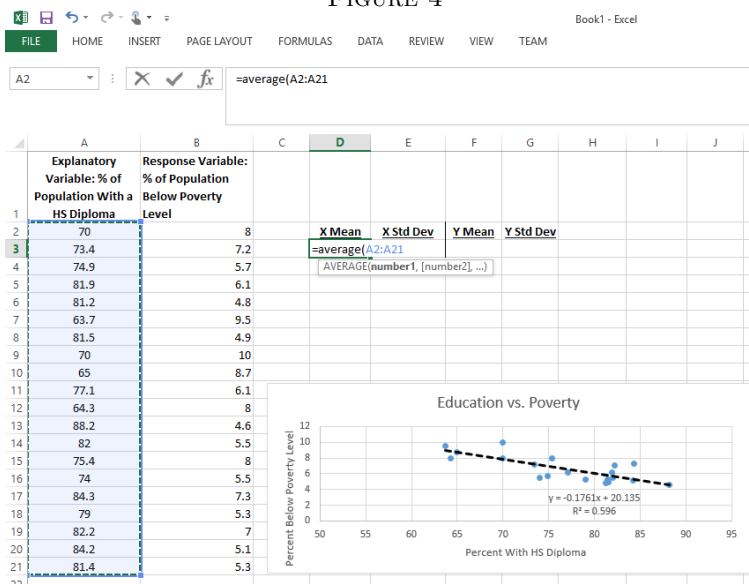 FIGURE 4
Book1 - Excel
FILE HOME INSERT PAGE LAYOUT FORMULAS DATA REVIEW VIEW TEAM
A2 fx =average(A2:A21
A B C D E F G H I J
Explanatory Response Variable:
Variable: % of % of Population
Population With a Below Poverty
1 HS Diploma Level
2 70 8 X Mean X Std Dev Y Mean Y Std Dev
3 73.4 7.2 =average(A2:A21
4 74.9 5.7 AVERAGE(number1, [number2], ...)
5 81.9 6.1
6 81.2 4.8
7 63.7 9.5
8 81.5 4.9
9 70 10
10 65 8.7
11 77.1 6.1
12 64.3 8
13 88.2 4.6
14 82 5.5
15 75.4 8
16 74 5.5
17 84.3 7.3
18 79 5.3
19 82.2 7
20 84.2 5.1
21 81.4 5.3
Education vs. Poverty
Percent Below Poverty Level
12
10
8
6
4
2
0
y = -0.1761x + 20.135
R² = 0.596
50 55 60 65 70 75 80 85 90 95
Percent With HS Diploma